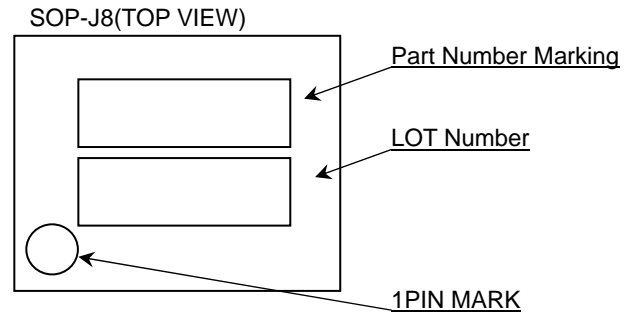 SOP-J8(TOP VIEW)
Part Number Marking
LOT Number
1PIN MARK